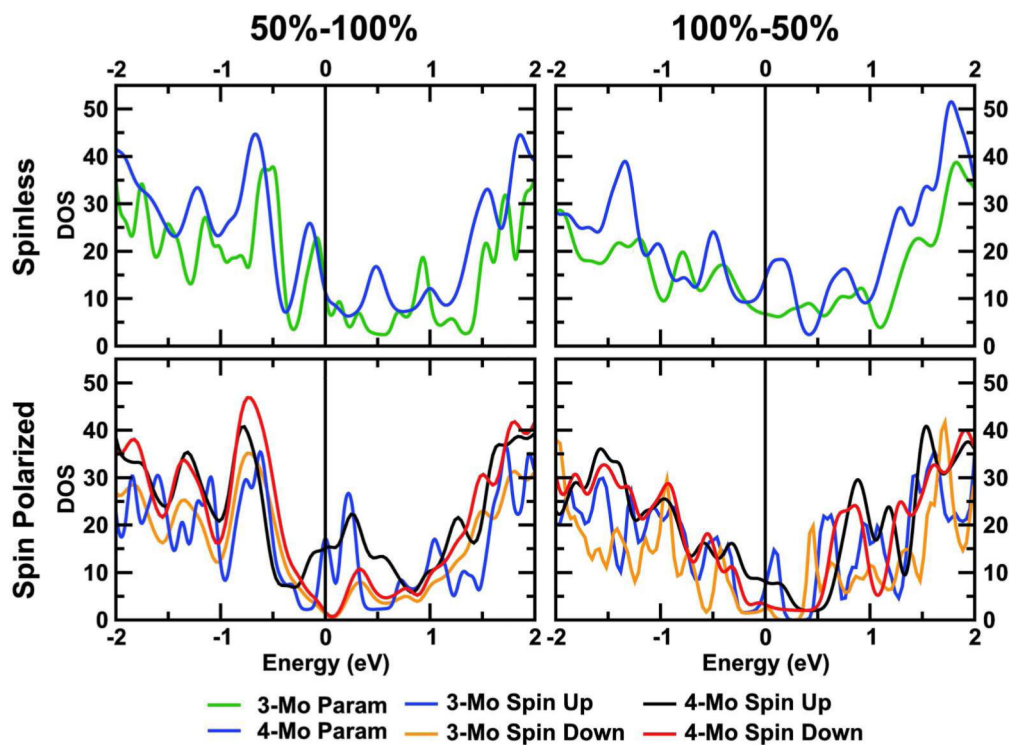 50%-100% 100%-50%
-2 -1 0 1 2 -2 -1 0 1 2
Spinless
DOS
50 50
40 40
30 30
20 20
10 10
0 0
Spin Polarized
DOS
50 50
40 40
30 30
20 20
10 10
0 0
-2 -1 0 1 2 -2 -1 0 1 2
Energy (eV) Energy (eV)
3-Mo Param 3-Mo Spin Up 4-Mo Spin Up
4-Mo Param 3-Mo Spin Down 4-Mo Spin Down